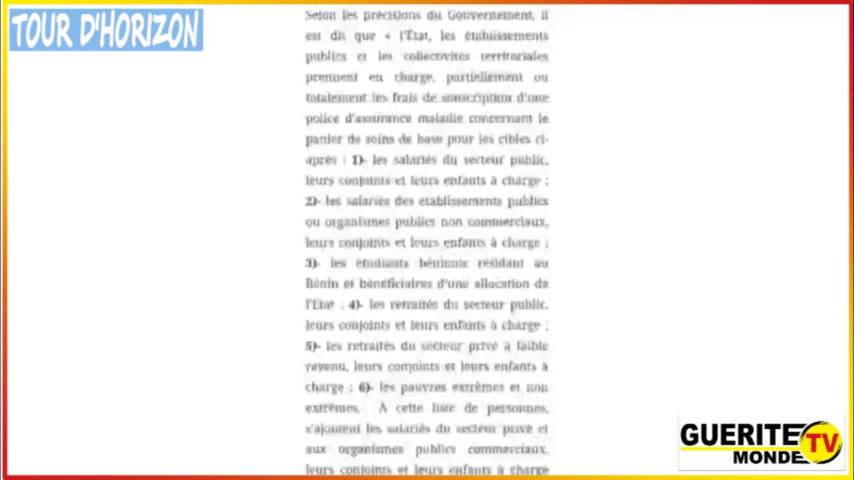 TOUR D'HORIZON
Selon les précisions du Gouvernement, il
est dit que « l'État, les établissements
publics et les collectivités territoriales
prennent en charge, partiellement ou
totalement les frais de souscription d'une
police d'assurance maladie concernant le
panier de soins de base pour les cibles ci-
après : 1)- les salariés du secteur public,
leurs conjoints et leurs enfants à charge ;
2)- les salariés des établissements publics
ou organismes publics non commerciaux,
leurs conjoints et leurs enfants à charge ;
3)- les étudiants béninois résidant au
Bénin et bénéficiaires d'une allocation de
l'Etat ; 4)- les retraités du secteur public,
leurs conjoints et leurs enfants à charge ;
5)- les retraités du secteur privé à faible
revenu, leurs conjoints et leurs enfants à
charge ; 6)- les pauvres extrêmes et non
extrêmes. À cette liste de personnes,
s'ajoutent les salariés du secteur privé et
aux organismes publics commerciaux,
leurs conjoints et leurs enfants à charge
GUERITE TV
MONDE